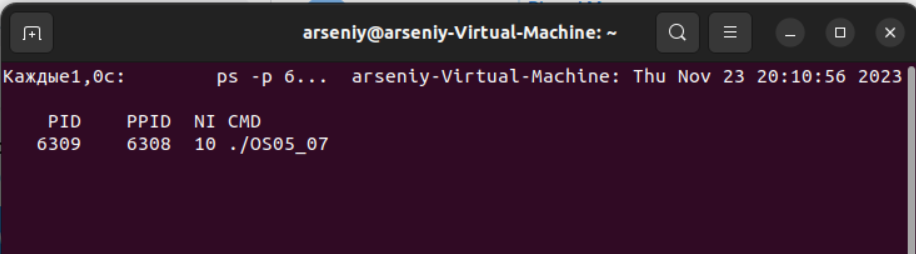 arseniy@arseniy-Virtual-Machine: ~
Каждые1,0с: ps -p 6... arseniy-Virtual-Machine: Thu Nov 23 20:10:56 2023
PID PPID NI CMD
6309 6308 10 ./OS05_07